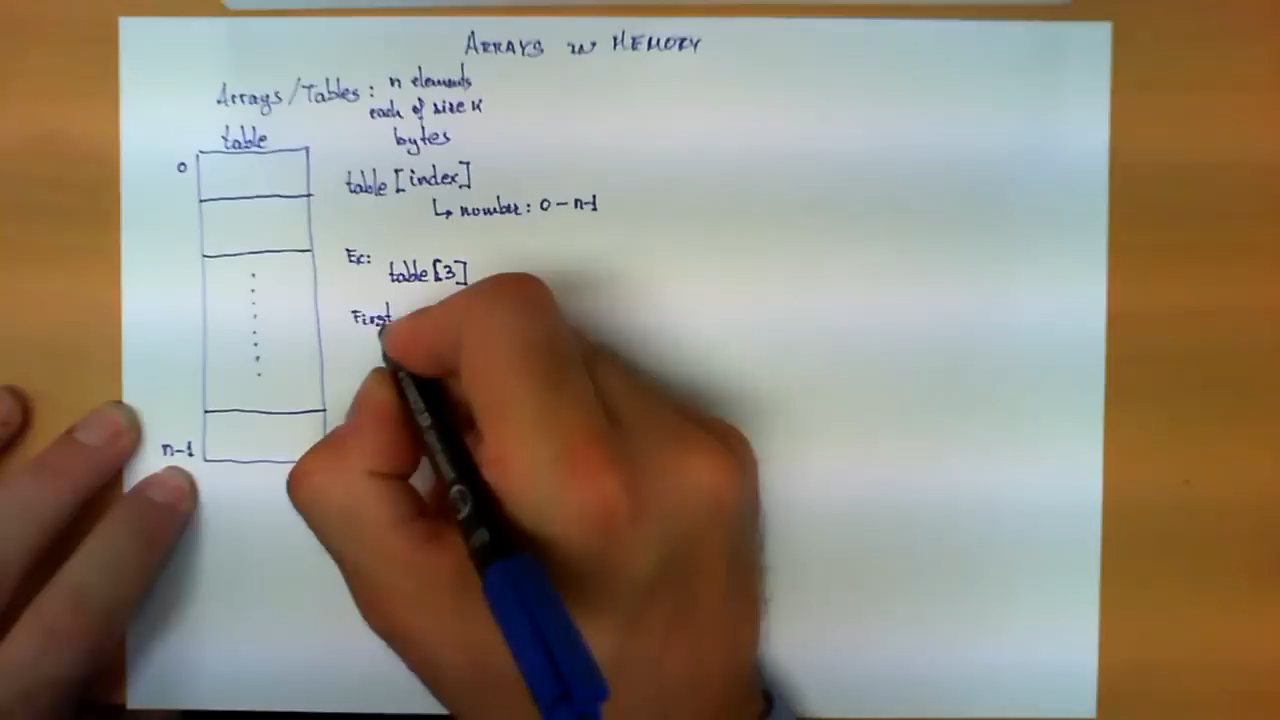 ARRAYS IN MEMORY
Arrays/Tables: n elements
each of size k
bytes
table
0
table [index]
↳ number: 0-n-1
Ex:
table[3]
First
n-1